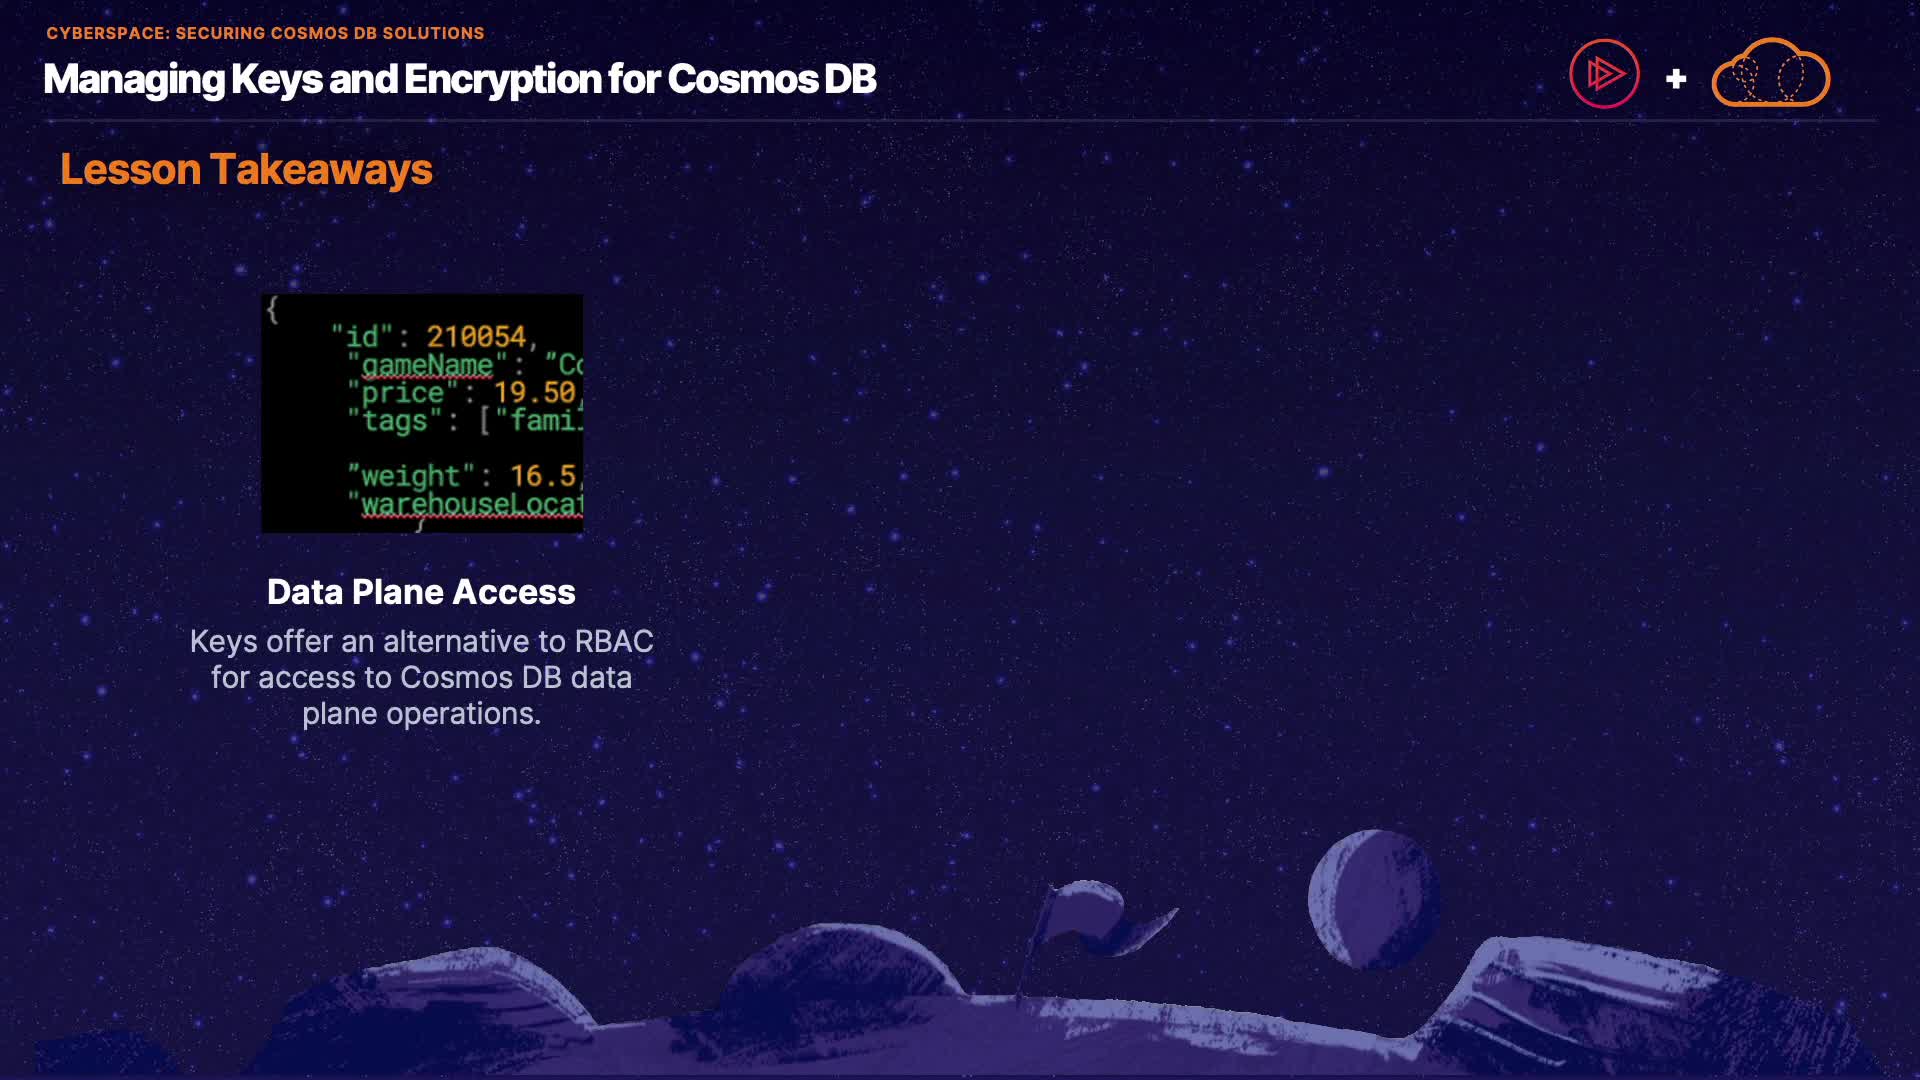 CYBERSPACE: SECURING COSMOS DB SOLUTIONS
Managing Keys and Encryption for Cosmos DB
+
Lesson Takeaways
{
"id": 210054,
"gameName": "Co
"price": 19.50,
"tags": ["fami
"weight": 16.5,
"warehouseLocat
{
Data Plane Access
Keys offer an alternative to RBAC
for access to Cosmos DB data
plane operations.